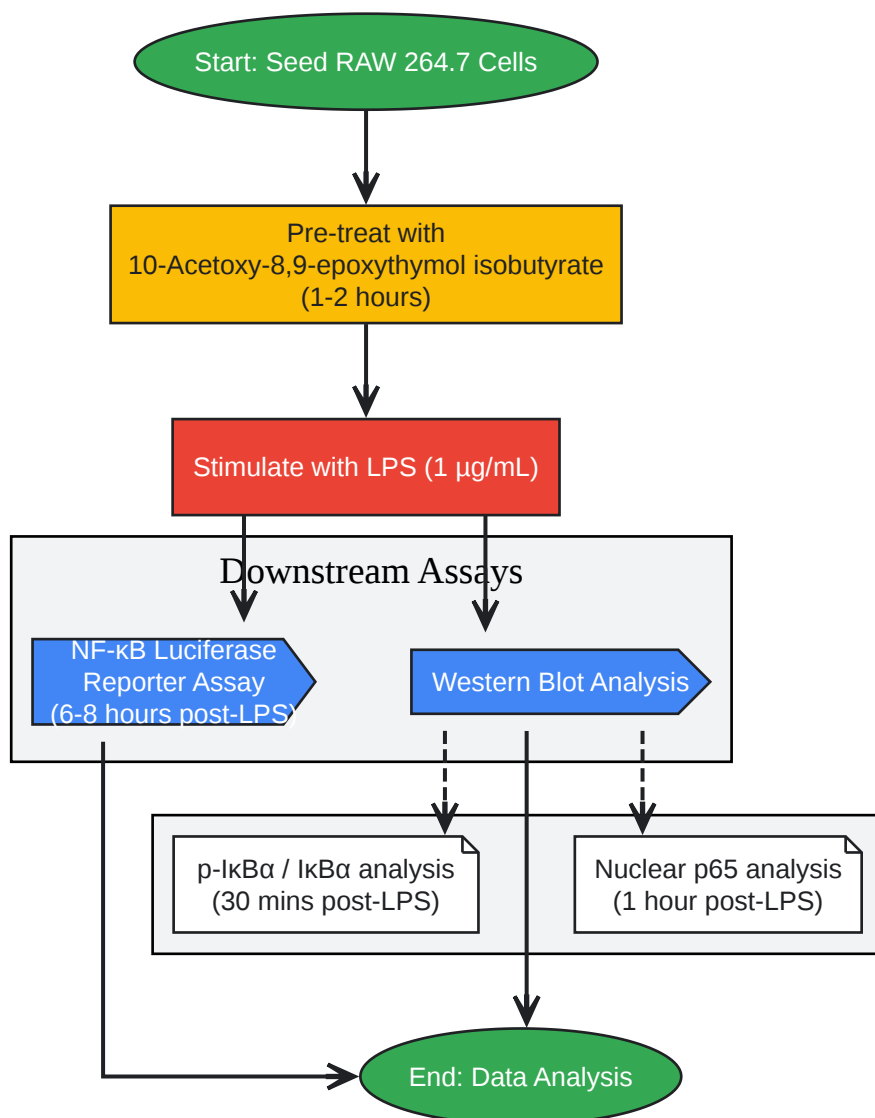 Start: Seed RAW 264.7 Cells
Pre-treat with
10-Acetoxy-8,9-epoxythymol isobutyrate
(1-2 hours)
Stimulate with LPS (1 µg/mL)
Downstream Assays
NF-κB Luciferase
Reporter Assay
(6-8 hours post-LPS)
Western Blot Analysis
p-IκBα / IκBα analysis
(30 mins post-LPS)
Nuclear p65 analysis
(1 hour post-LPS)
End: Data Analysis